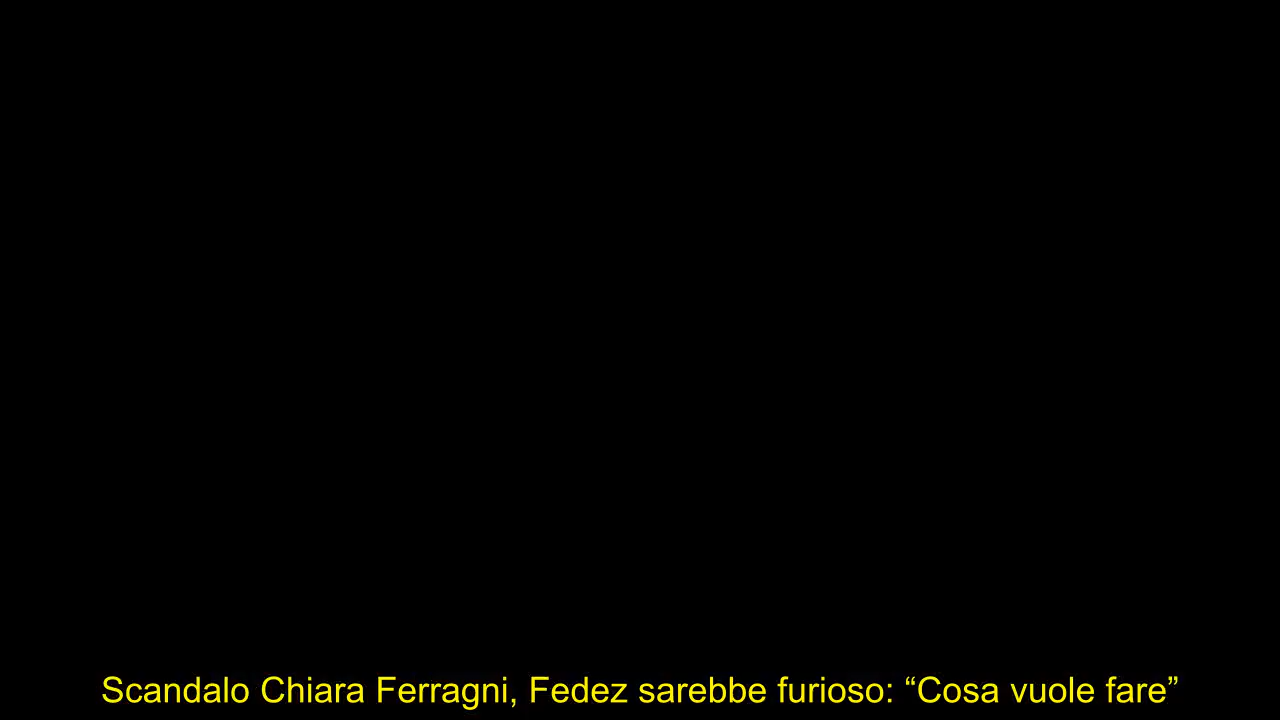 Scandalo Chiara Ferragni, Fedez sarebbe furioso: “Cosa vuole fare”